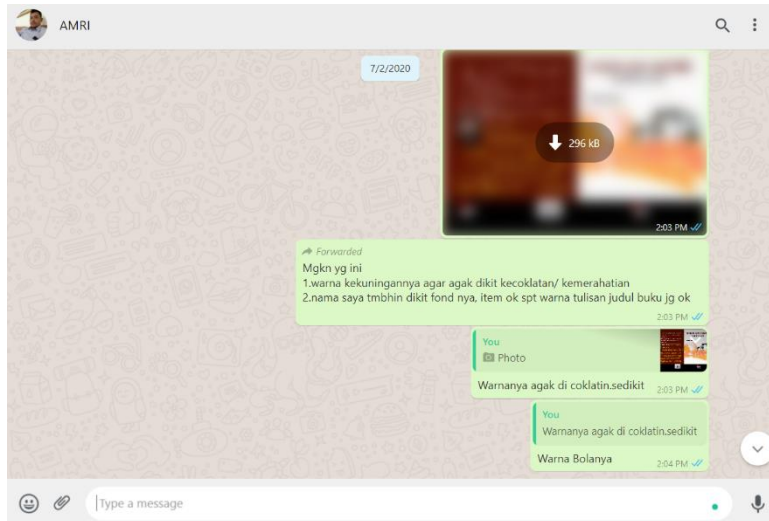 AMRI
7/2/2020
296 kB
2:03 PM
Forwarded
Mgkn yg ini
1.warna kekuningannya agar agak dikit kecoklatan/ kemerahatian
2.nama saya tmbhin dikit fond nya, item ok spt warna tulisan judul buku jg ok
2:03 PM
You
Photo
Warnanya agak di coklatin.sedikit 2:03 PM
You
Warnanya agak di coklatin.sedikit
Warna Bolanya 2:04 PM
Type a message